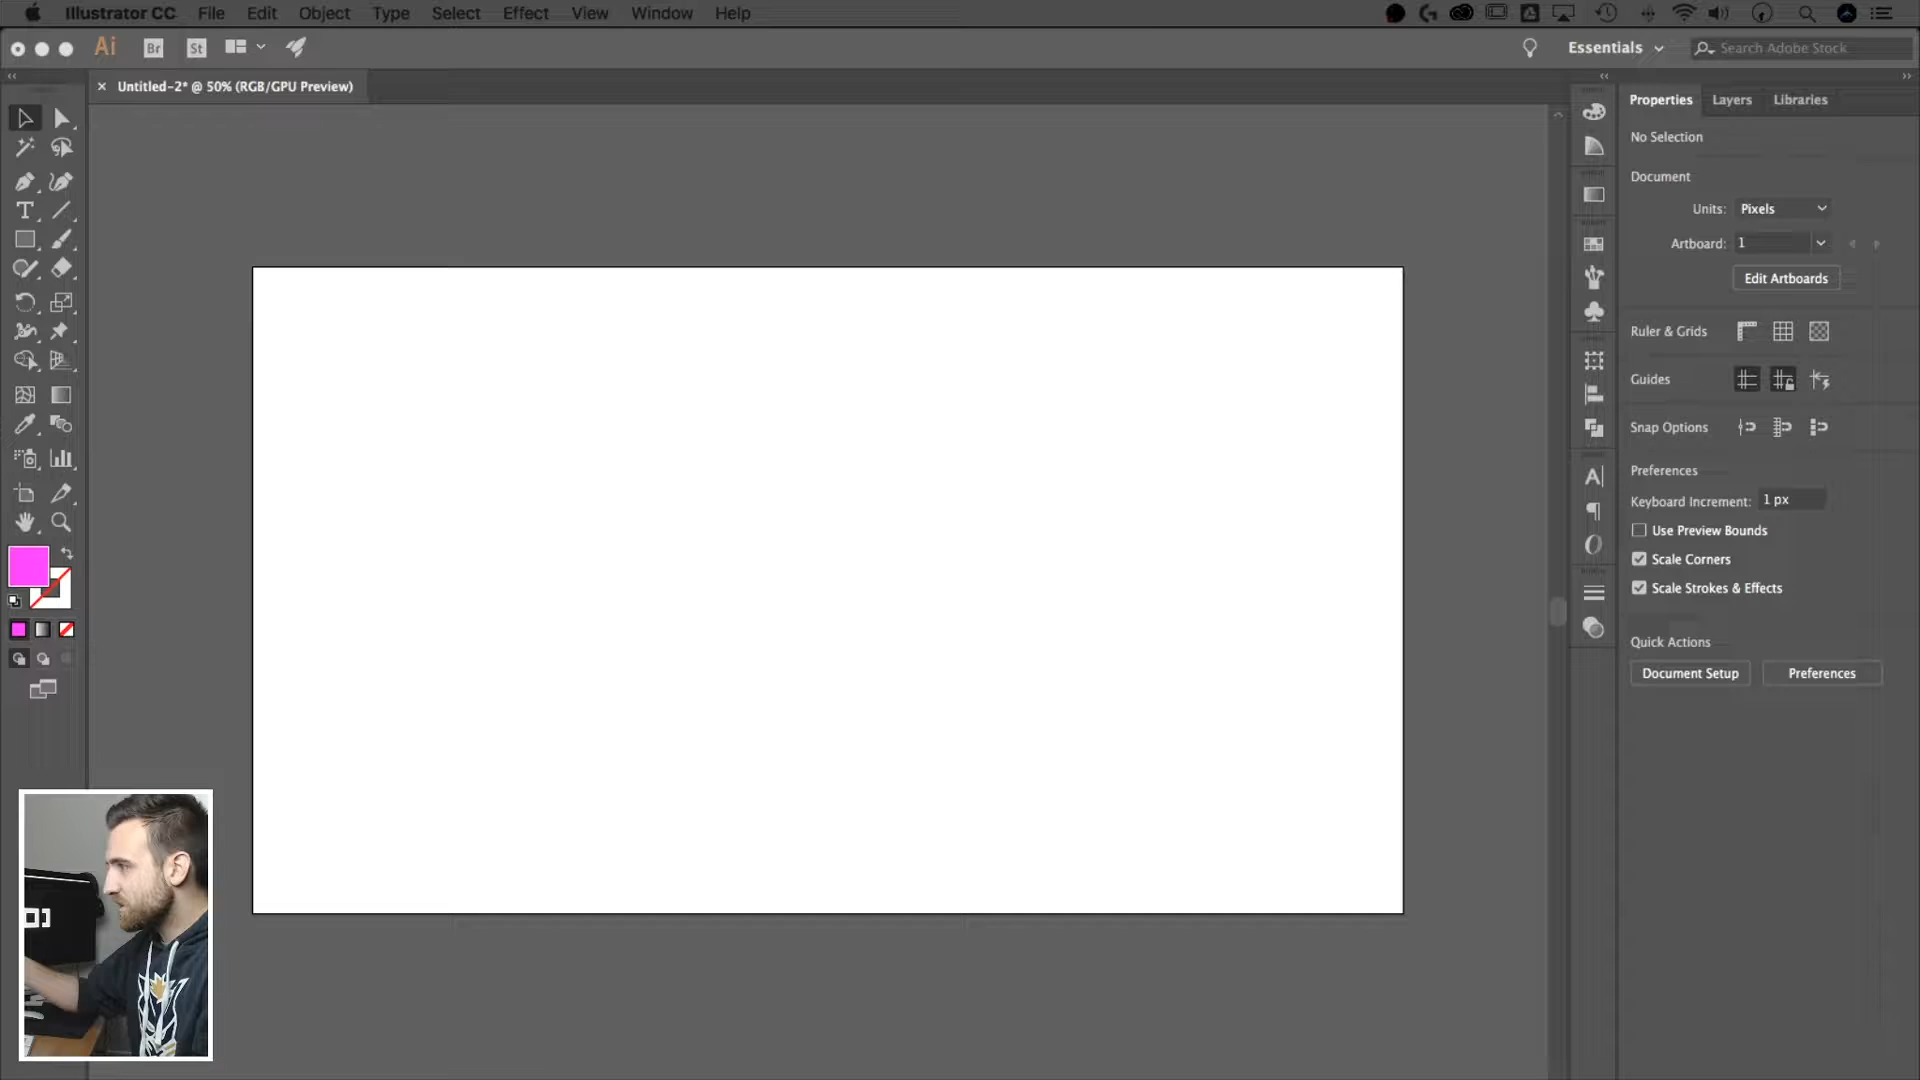 Illustrator CC File Edit Object Type Select Effect View Window Help
Ai Br St Essentials Search Adobe Stock
× Untitled-2* @ 50% (RGB/GPU Preview)
Properties Layers Libraries
No Selection
Document
Units: Pixels
Artboard: 1
Edit Artboards
Ruler & Grids
Guides
Snap Options
Preferences
Keyboard Increment: 1 px
Use Preview Bounds
Scale Corners
Scale Strokes & Effects
Quick Actions
Document Setup Preferences